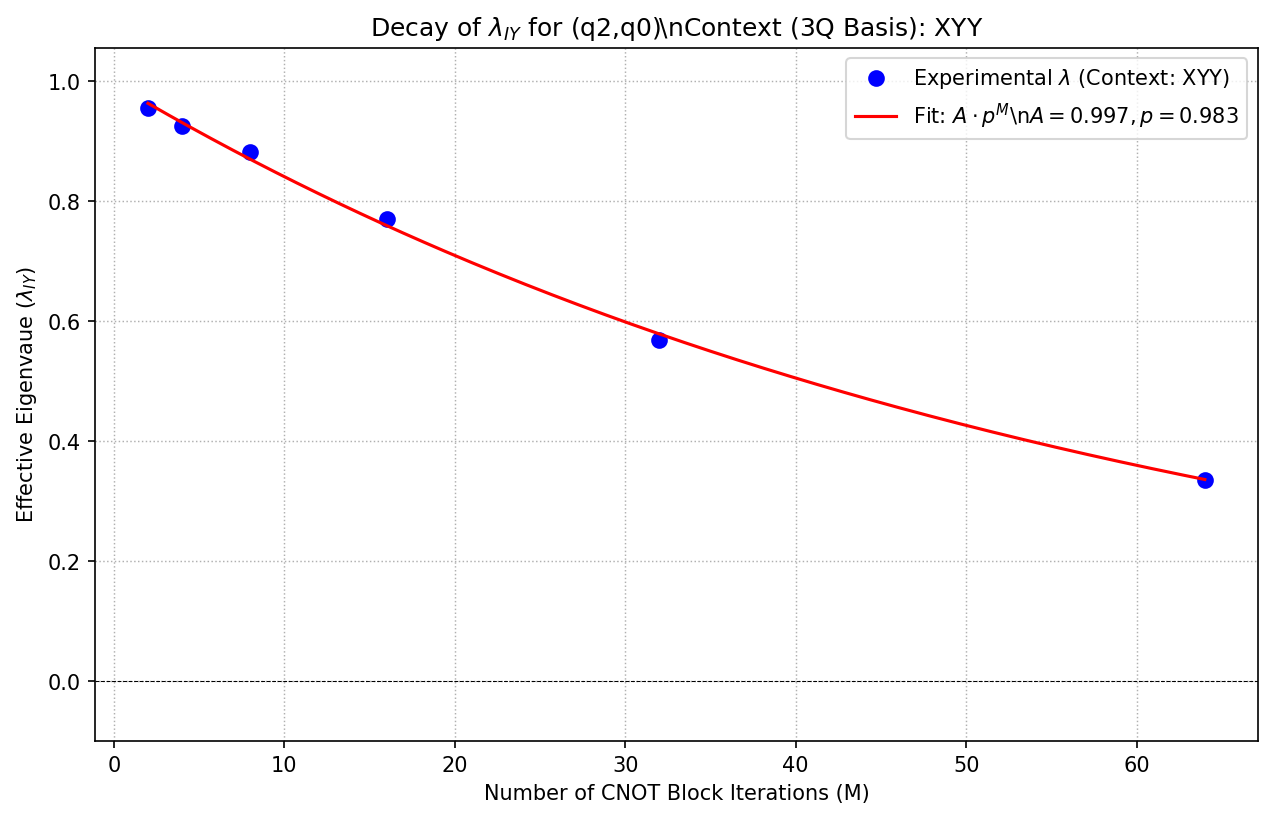 Decay of λ_IY for (q2,q0)\nContext (3Q Basis): XYY
Experimental λ (Context: XYY)
Fit: A · p^M\nA = 0.997, p = 0.983
Effective Eigenvaue (λ_IY)
1.0
0.8
0.6
0.4
0.2
0.0
0 10 20 30 40 50 60
Number of CNOT Block Iterations (M)